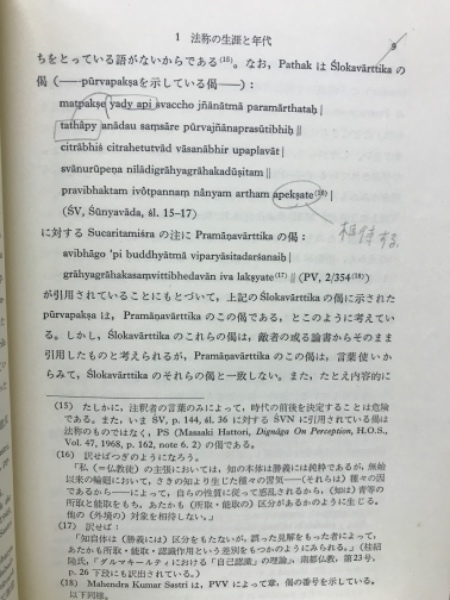 1 法称の生涯と年代
9
ちをとっている語がないからである(15)。なお，Pathak は Ślokavārttika の
偈（——pūrvapakṣaを示している偈——）：
matpakṣe yady api svaccho jñānātmā paramārthataḥ |
tathâpy anādau saṃsāre pūrvajñānaprasūtibhiḥ ||
citrābhiś citrahetutvād vāsanābhir upaplavāt |
svānurūpeṇa nīlādigrāhyagrāhakadūṣitam ||
pravibhaktam ivôtpannaṃ nânyam artham apekṣate(16) |
相待する
(ŚV, Śūnyavāda, śl. 15–17)
に対する Sucaritamiśra の注に Pramāṇavārttika の偈：
avibhāgo 'pi buddhyātmā viparyāsitadarśanaiḥ |
grāhyagrāhakasaṃvittibhedavān iva lakṣyate(17) || (PV, 2/354(18))
が引用されていることにもとづいて，上記の Ślokavārttika の偈に示された
pūrvapakṣa は，Pramāṇavārttika のこの偈である，とこのように考えてい
る。しかし，Ślokavārttika のこれらの偈は，敵者の或る論書からそのまま
引用したものと考えられるが，Pramāṇavārttika のこの偈は，言葉使いか
らみて，Ślokavārttika のそれらの偈と一致しない。また，たとえ内容的に
(15) たしかに，注釈者の言葉のみによって，時代の前後を決定することは危険
である。また，いま ŚV, p. 144, śl. 36 に対する ŚVN に引用されている偈は
法称のものではなく，PS (Masaaki Hattori, Dignāga On Perception, H.O.S.,
Vol. 47, 1968, p. 162, note 6. 2) の偈である。
(16) 訳せばつぎのようになろう。
「私（＝仏教徒）の主張においては，知の本体は勝義には純粋であるが，無始
以来の輪廻において，さきの知より生じた種々の習気——（それらは）種々の因
であるから——によって，自らの性質に従って惑乱されるから，（知は）青等の
所取と能取をもち，あたかも（所取・能取の）区分があるかのように生じる。
他の（外境の）対象を相待しない。」
(17) 訳せば：
「知自体は（勝義には）区分をもたないが，誤った見解をもった者によって，
あたかも所取・能取・認識作用という差別をもつかのようにみられる。」（桂紹
隆氏，「ダルマキールティにおける「自己認識」の理論」，南都仏教，第23号，
p. 26 下段にも訳出されている。）
(18) Mahendra Kumar Sastri は，PVV によって章，偈の番号を示している。
以下同様。